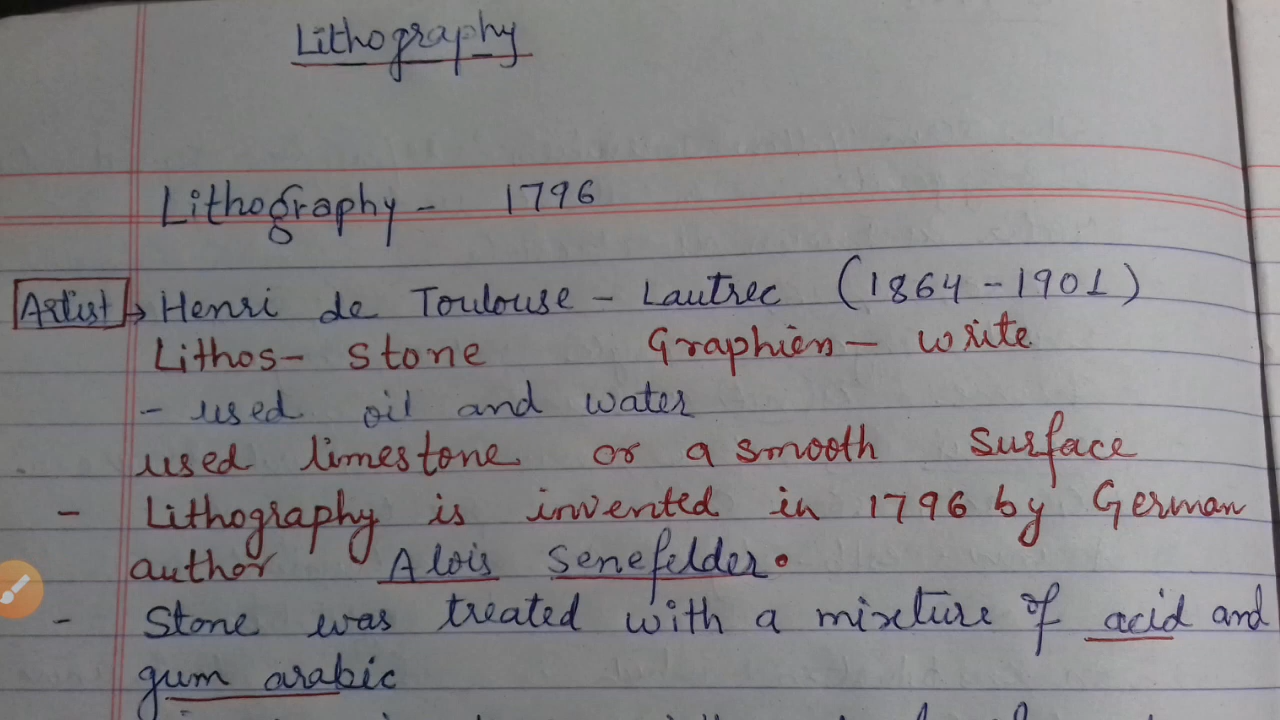 Lithography
Lithography - 1796
Artist → Henri de Toulouse - Lautrec (1864 - 1901)
Lithos - Stone Graphien - write
- used oil and water
used limestone or a smooth surface
- Lithography is invented in 1796 by German
author Alois Senefelder.
- Stone was treated with a mixture of acid and
gum arabic